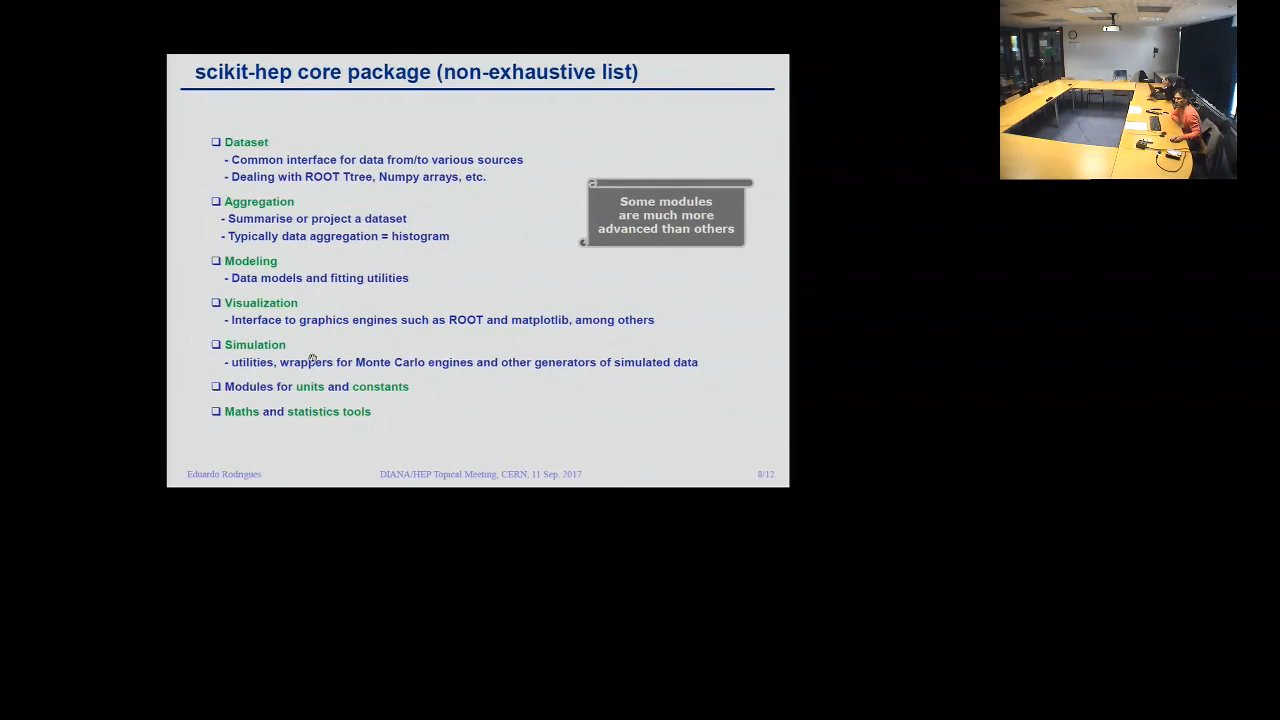 scikit-hep core package (non-exhaustive list)
❑ Dataset
- Common interface for data from/to various sources
- Dealing with ROOT Ttree, Numpy arrays, etc.
❑ Aggregation
- Summarise or project a dataset
- Typically data aggregation = histogram
❑ Modeling
- Data models and fitting utilities
❑ Visualization
- Interface to graphics engines such as ROOT and matplotlib, among others
❑ Simulation
- utilities, wrappers for Monte Carlo engines and other generators of simulated data
❑ Modules for units and constants
❑ Maths and statistics tools
Some modules
are much more
advanced than others
Eduardo Rodrigues
DIANA/HEP Topical Meeting, CERN, 11 Sep. 2017
8/12